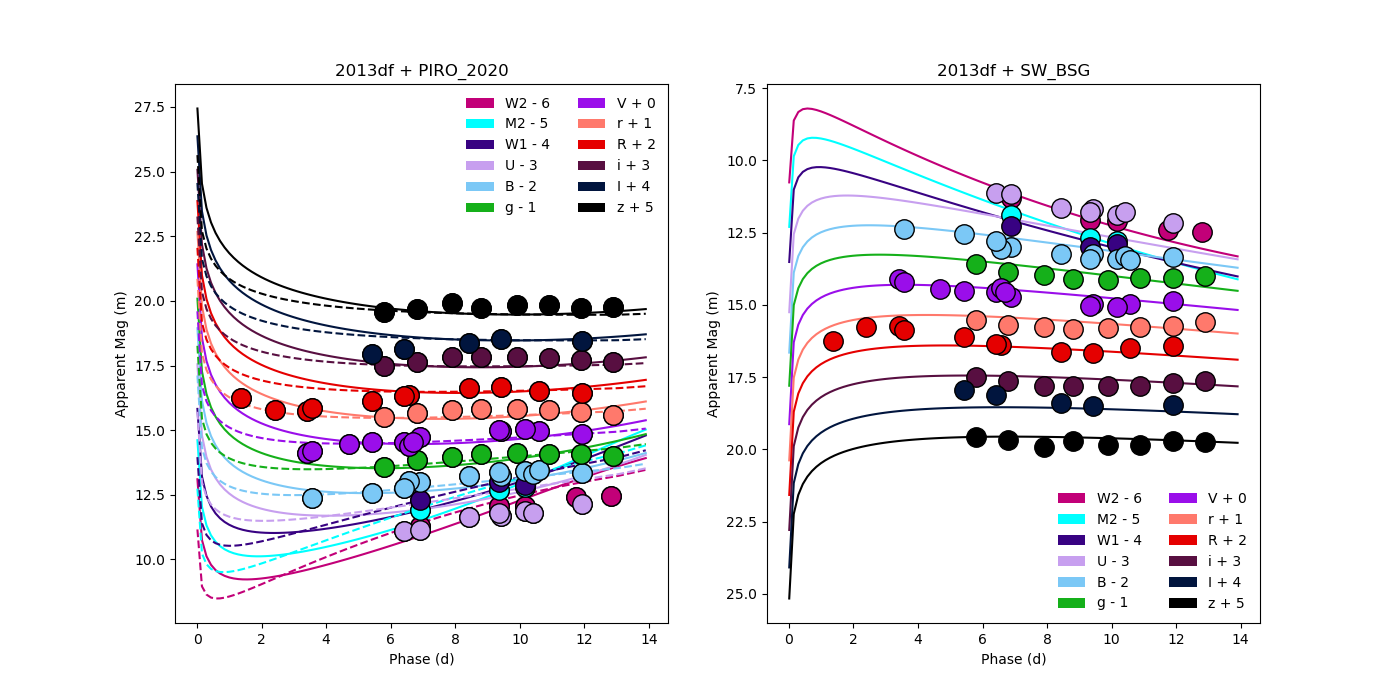 2013df + PIRO_2020
27.5
25.0
22.5
20.0
17.5
15.0
12.5
10.0
Apparent Mag (m)
0 2 4 6 8 10 12 14
Phase (d)
W2 - 6 V + 0
M2 - 5 r + 1
W1 - 4 R + 2
U - 3 i + 3
B - 2 I + 4
g - 1 z + 5
2013df + SW_BSG
7.5
10.0
12.5
15.0
17.5
20.0
22.5
25.0
Apparent Mag (m)
0 2 4 6 8 10 12 14
Phase (d)
W2 - 6 V + 0
M2 - 5 r + 1
W1 - 4 R + 2
U - 3 i + 3
B - 2 I + 4
g - 1 z + 5